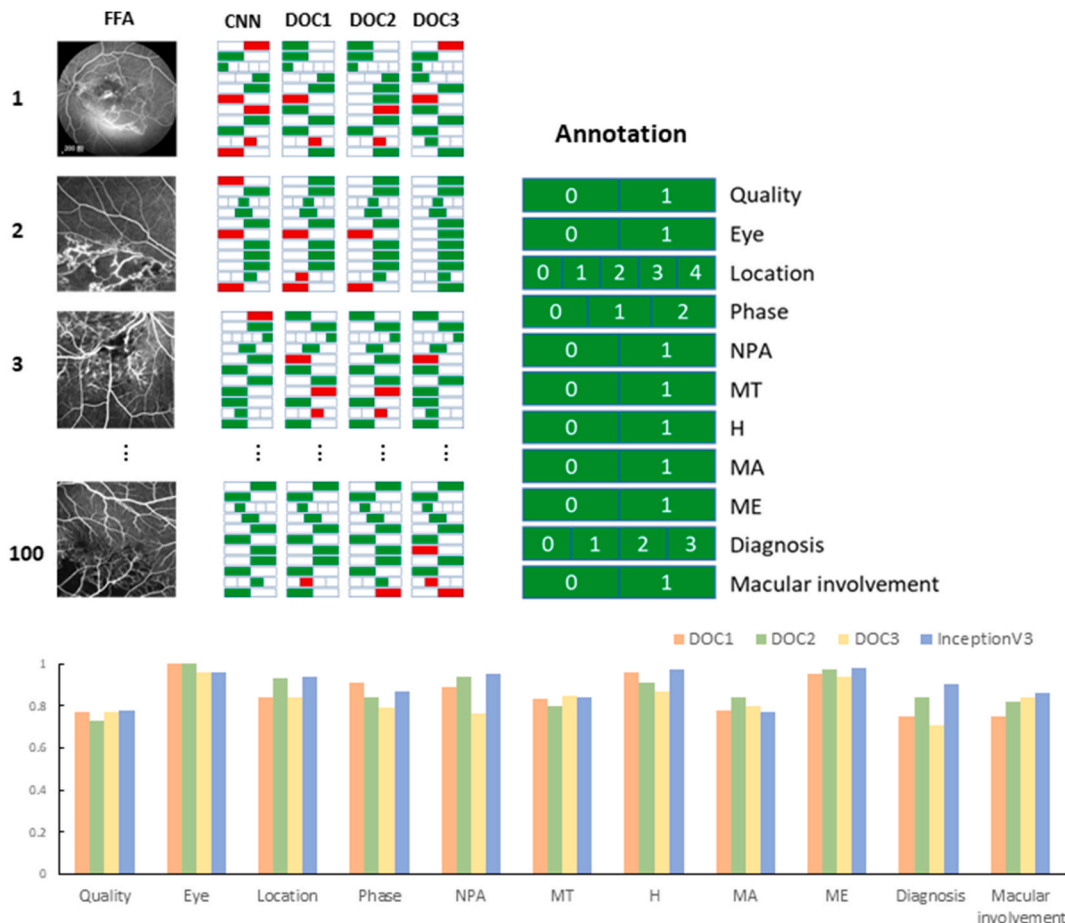 FFA CNN DOC1 DOC2 DOC3
1
2
3
100
Annotation
0 1 Quality
0 1 Eye
0 1 2 3 4 Location
0 1 2 Phase
0 1 NPA
0 1 MT
0 1 H
0 1 MA
0 1 ME
0 1 2 3 Diagnosis
0 1 Macular involvement
DOC1 DOC2 DOC3 InceptionV3
1
0.8
0.6
0.4
0.2
0
Quality Eye Location Phase NPA MT H MA ME Diagnosis Macular
involvement